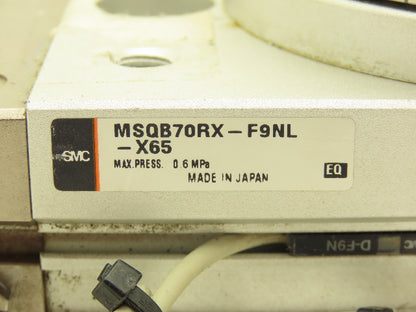 MSQB70RX-F9NL
-X65
SMC
MAX.PRESS. 0.6 MPa
MADE IN JAPAN
EQ
D-F9N